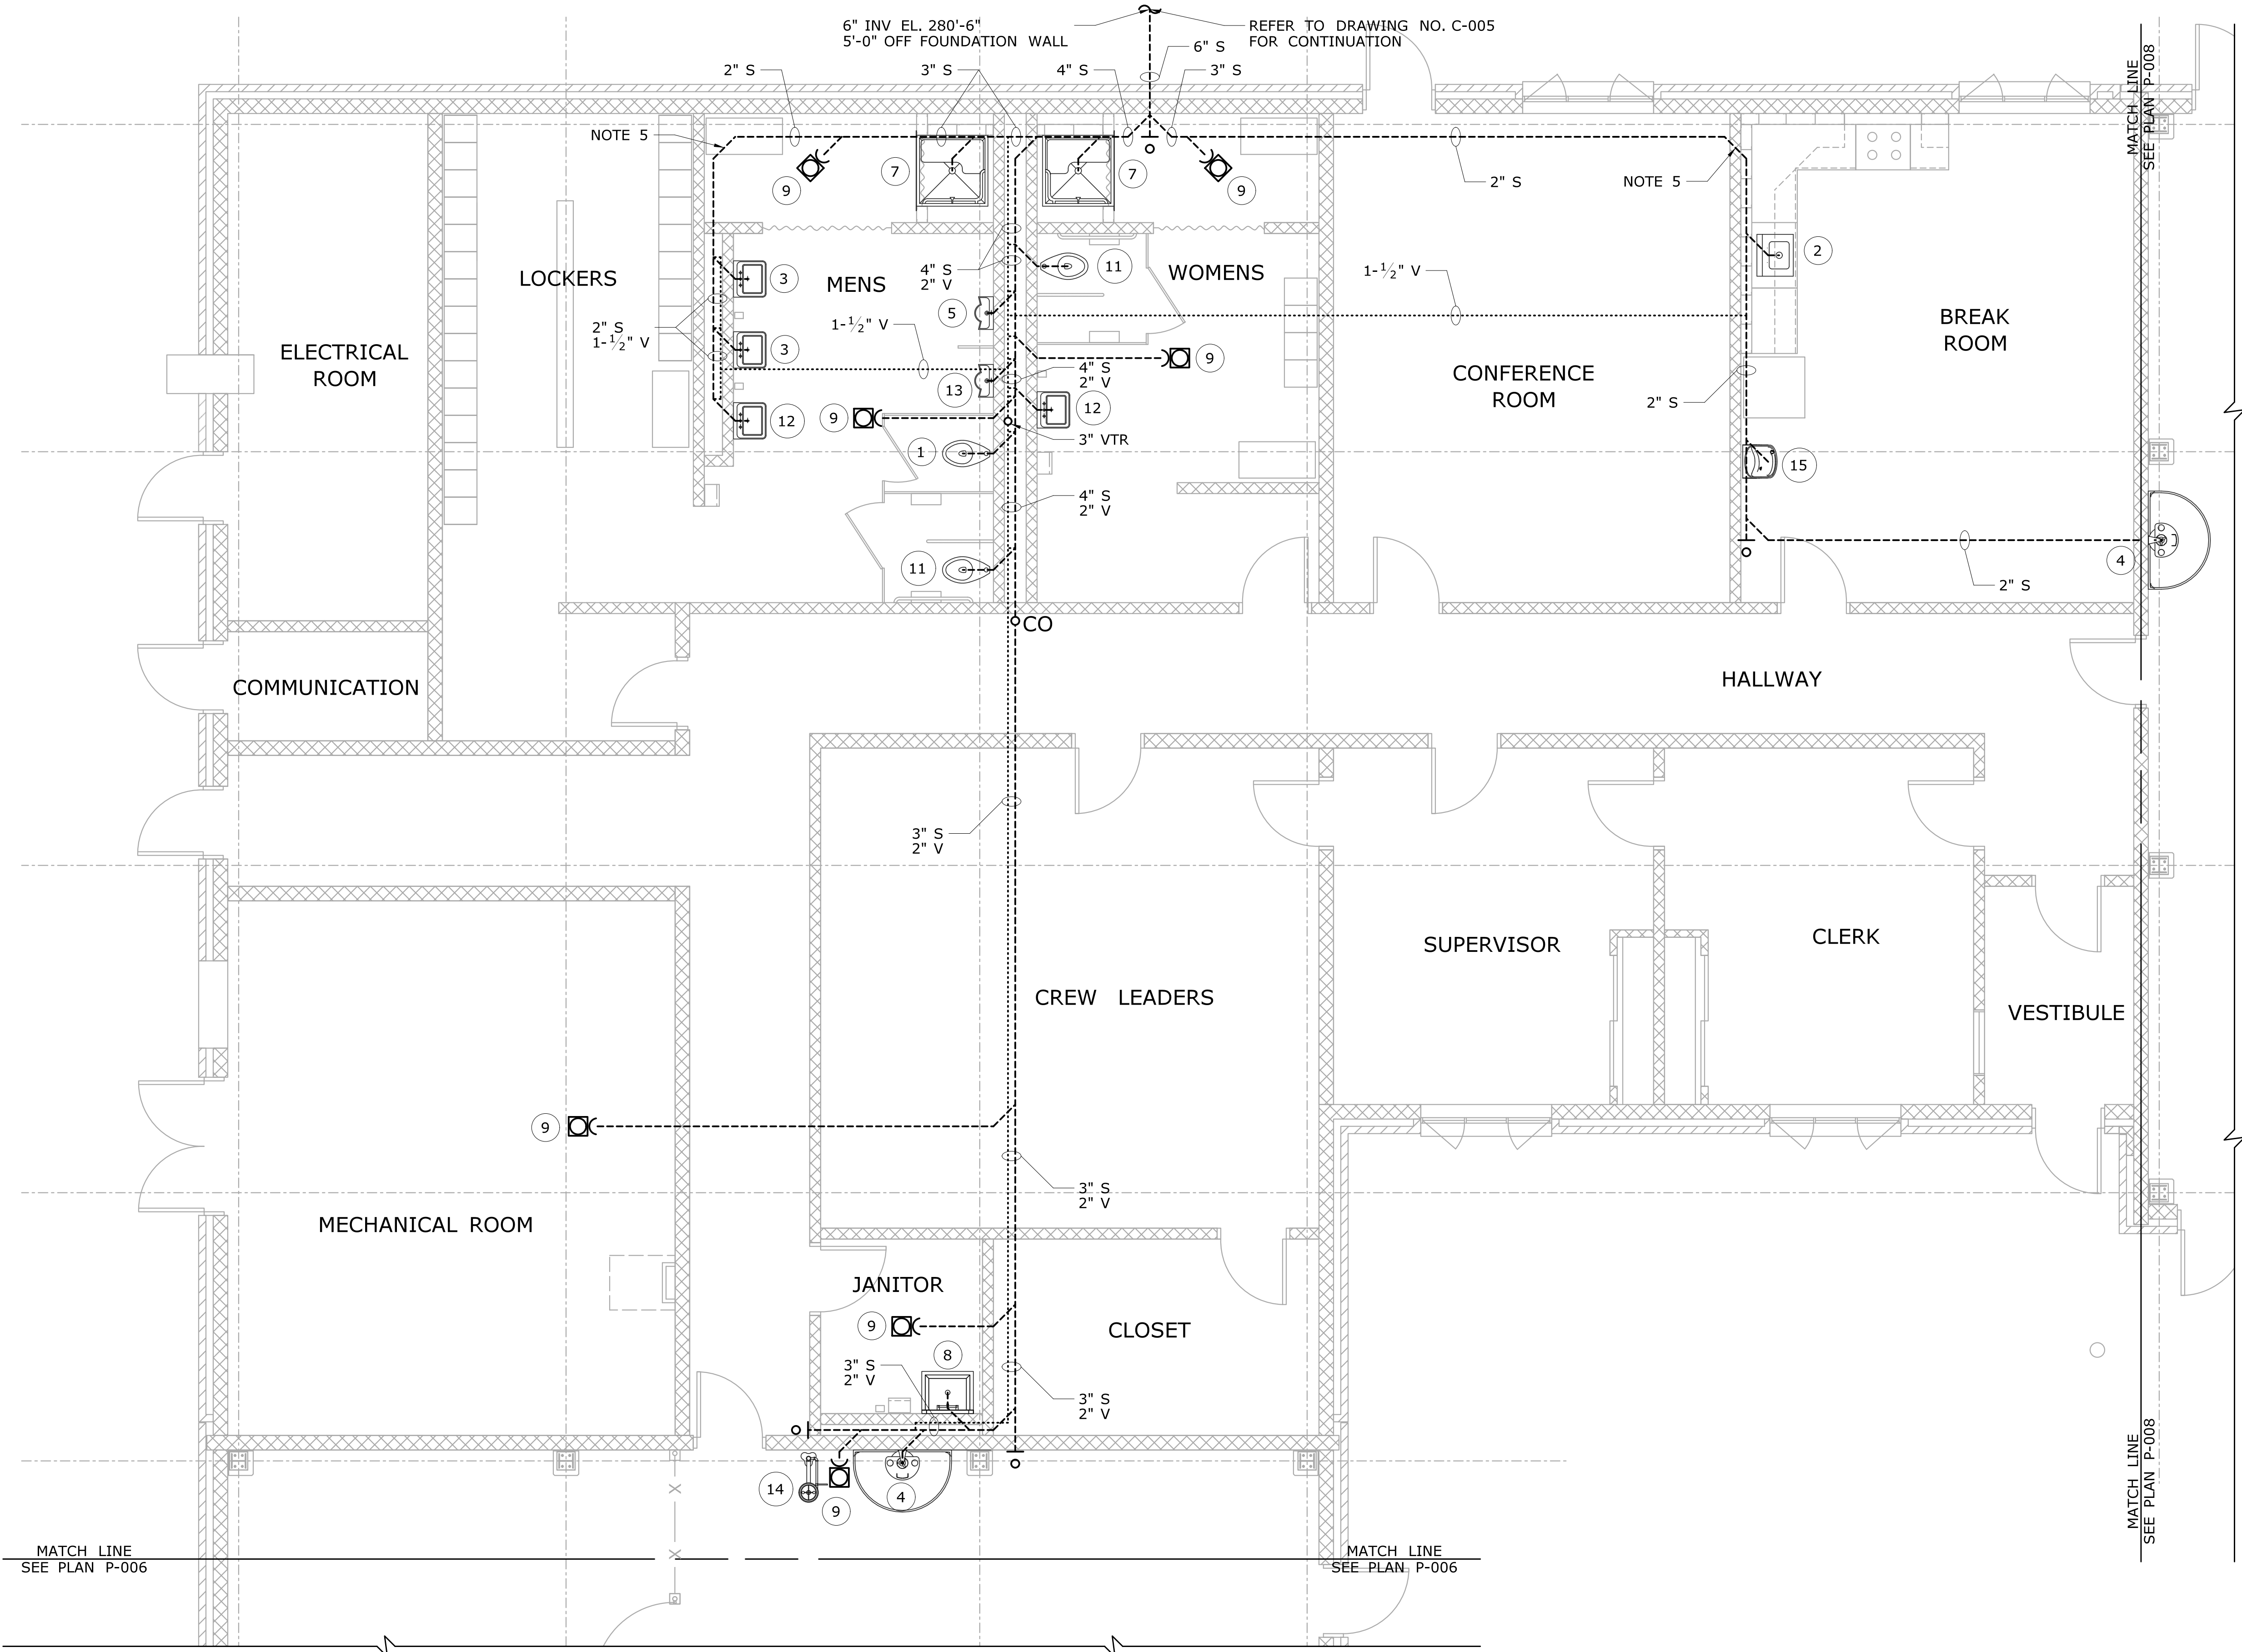 6" INV EL. 280'-6"
5'-0" OFF FOUNDATION WALL
REFER TO DRAWING NO. C-005
FOR CONTINUATION
6" S
2" S
3" S
4" S
3" S
MATCH LINE
SEE PLAN P-008
NOTE 5
9
7
7
9
2" S
NOTE 5
2
LOCKERS
3
MENS
4" S
2" V
11
WOMENS
1-1/2" V
5
2" S
1-1/2" V
1-1/2" V
3
9
ELECTRICAL
ROOM
BREAK
ROOM
13
4" S
2" V
CONFERENCE
ROOM
2" S
12
9
12
3" VTR
1
15
4" S
2" V
11
4
2" S
CO
COMMUNICATION
HALLWAY
3" S
2" V
SUPERVISOR
CLERK
CREW LEADERS
VESTIBULE
9
3" S
2" V
MECHANICAL ROOM
JANITOR
9
CLOSET
8
3" S
2" V
3" S
2" V
14
9
4
X
X
MATCH LINE
SEE PLAN P-008
MATCH LINE
SEE PLAN P-006
MATCH LINE
SEE PLAN P-006